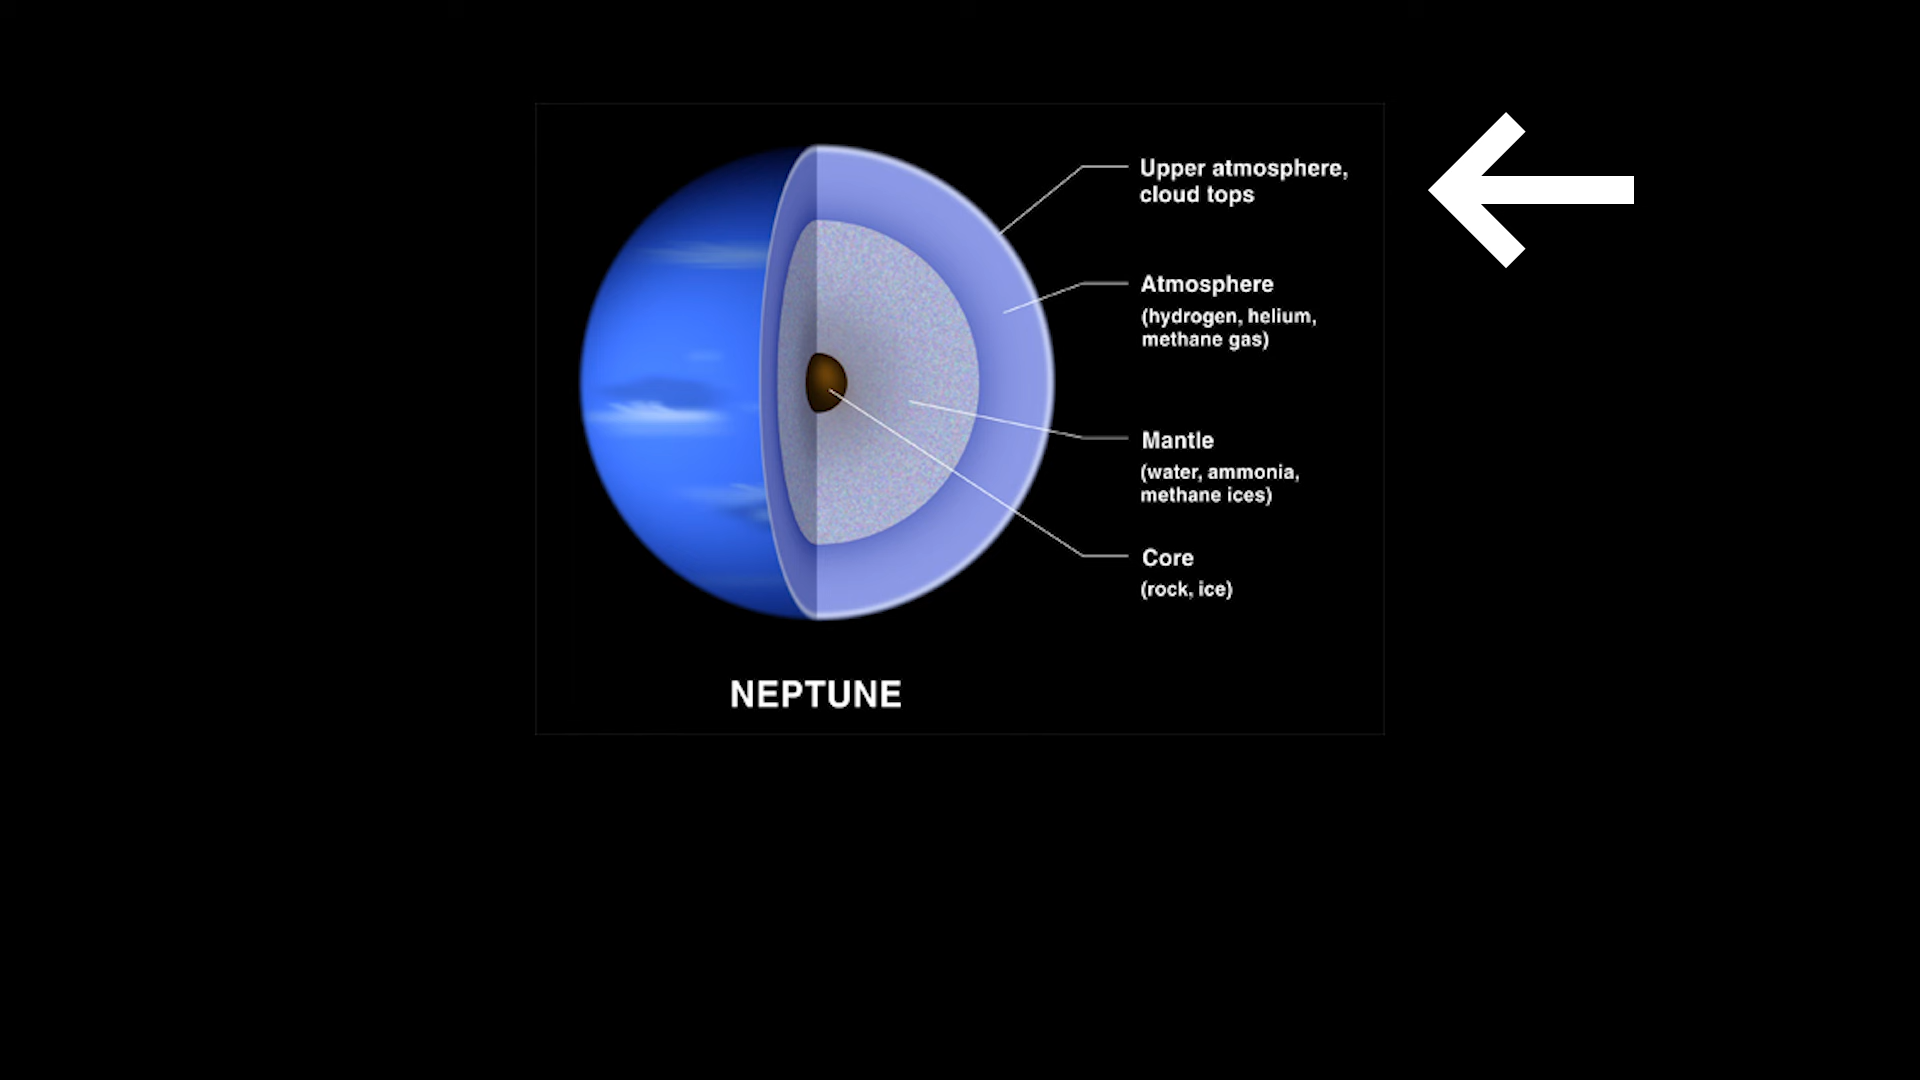 Upper atmosphere,
cloud tops
Atmosphere
(hydrogen, helium,
methane gas)
Mantle
(water, ammonia,
methane ices)
Core
(rock, ice)
NEPTUNE